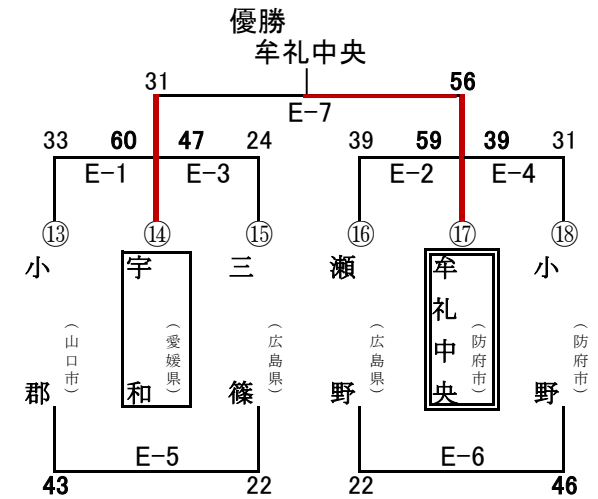 優勝
牟礼中央
31 56
E-7
33 60 47 24 39 59 39 31
E-1 E-3 E-2 E-4
⑬ ⑭ ⑮ ⑯ ⑰ ⑱
小郡 (山口市)
宇和 (愛媛県)
三篠 (広島県)
瀬野 (広島県)
牟礼中央 (防府市)
小野 (防府市)
E-5 E-6
43 22 22 46